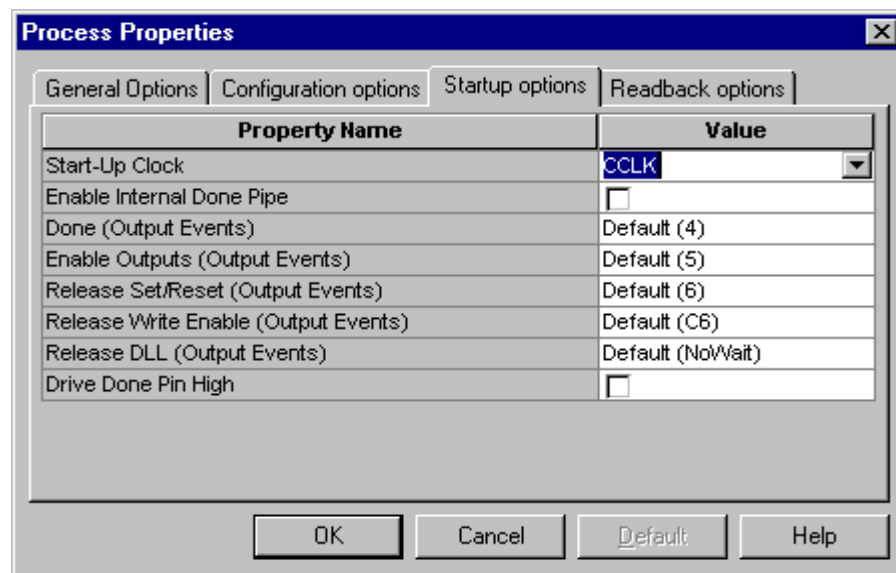 Process Properties
General Options Configuration options Startup options Readback options
Property Name Value
Start-Up Clock CCLK
Enable Internal Done Pipe
Done (Output Events) Default (4)
Enable Outputs (Output Events) Default (5)
Release Set/Reset (Output Events) Default (6)
Release Write Enable (Output Events) Default (C6)
Release DLL (Output Events) Default (NoWait)
Drive Done Pin High
OK Cancel Default Help